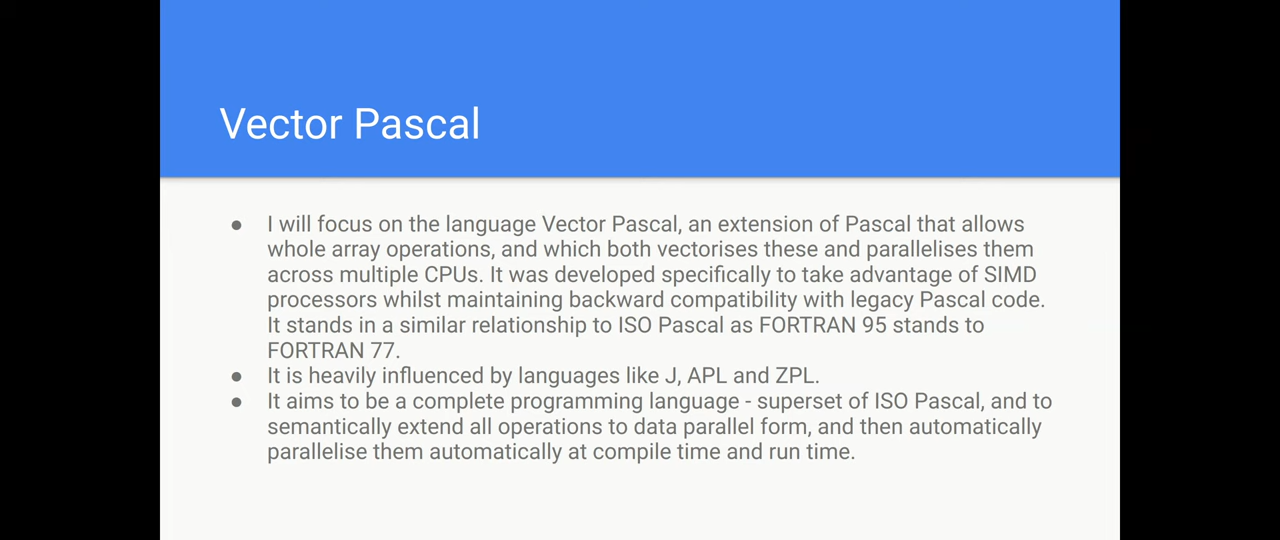 Vector Pascal
● I will focus on the language Vector Pascal, an extension of Pascal that allows
whole array operations, and which both vectorises these and parallelises them
across multiple CPUs. It was developed specifically to take advantage of SIMD
processors whilst maintaining backward compatibility with legacy Pascal code.
It stands in a similar relationship to ISO Pascal as FORTRAN 95 stands to
FORTRAN 77.
● It is heavily influenced by languages like J, APL and ZPL.
● It aims to be a complete programming language - superset of ISO Pascal, and to
semantically extend all operations to data parallel form, and then automatically
parallelise them automatically at compile time and run time.